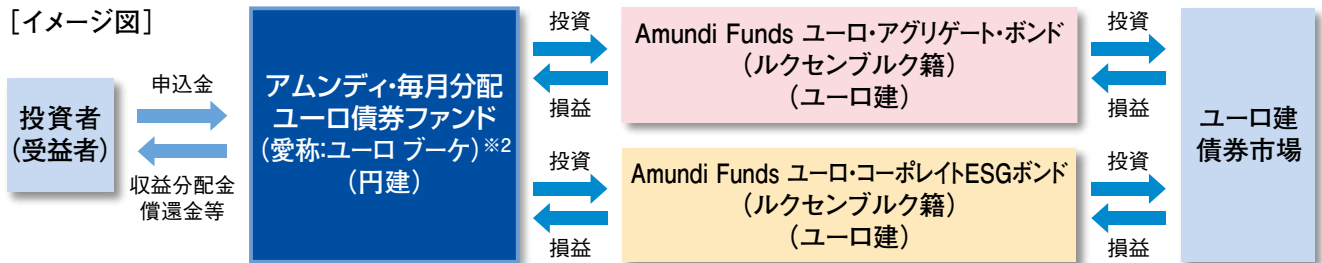 [イメージ図]
投資者
(受益者)
申込金
収益分配金
償還金等
アムンディ・毎月分配
ユーロ債券ファンド
(愛称:ユーロ ブーケ)※2
(円建)
投資
損益
投資
損益
Amundi Funds ユーロ・アグリゲート・ボンド
(ルクセンブルク籍)
(ユーロ建)
Amundi Funds ユーロ・コーポレイトESGボンド
(ルクセンブルク籍)
(ユーロ建)
投資
損益
投資
損益
ユーロ建
債券市場